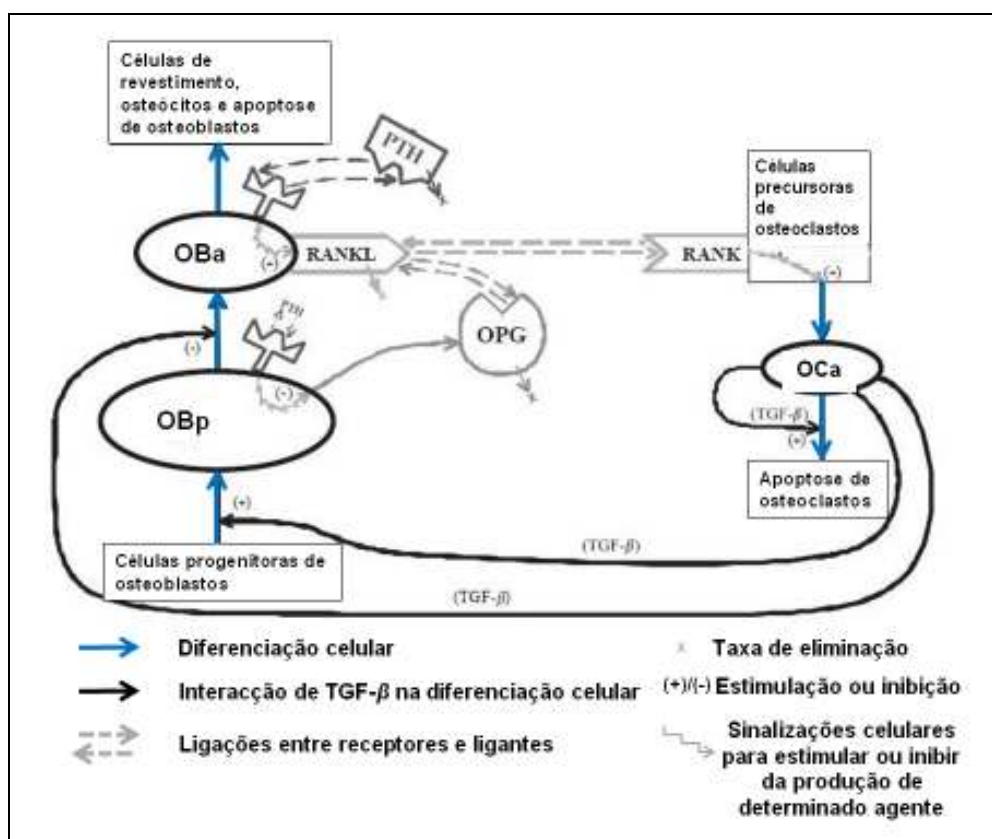 Células de
revestimento,
osteócitos e apoptose
de osteoblastos
PTH
x
Células
precursoras
de
osteoclastos
OBa
(-)
RANKL
RANK
(+)
x
PTH
(-)
OPG
OCa
(-)
x
(TGF-β)
(+)
OBp
Apoptose de
osteoclastos
(+)
(TGF-β)
Células progenitoras de
osteoblastos
(TGF-β)
Diferenciação celular
x Taxa de eliminação
Interacção de TGF-β na diferenciação celular
(+)/(-) Estimulação ou inibição
Ligações entre receptores e ligantes
Sinalizações celulares
para estimular ou inibir
da produção de
determinado agente